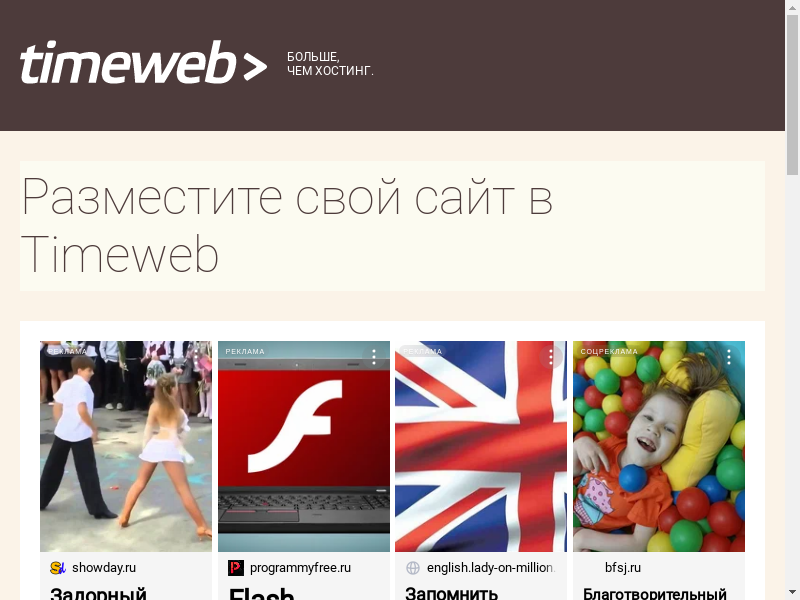 timeweb>
БОЛЬШЕ,
ЧЕМ ХОСТИНГ.
Разместите свой сайт в
Timeweb
РЕКЛАМА
РЕКЛАМА
РЕКЛАМА
СОЦРЕКЛАМА
showday.ru
programmyfree.ru
english.lady-on-million.
bfsj.ru
Задорный
Flash
Запомнить
Благотворительный